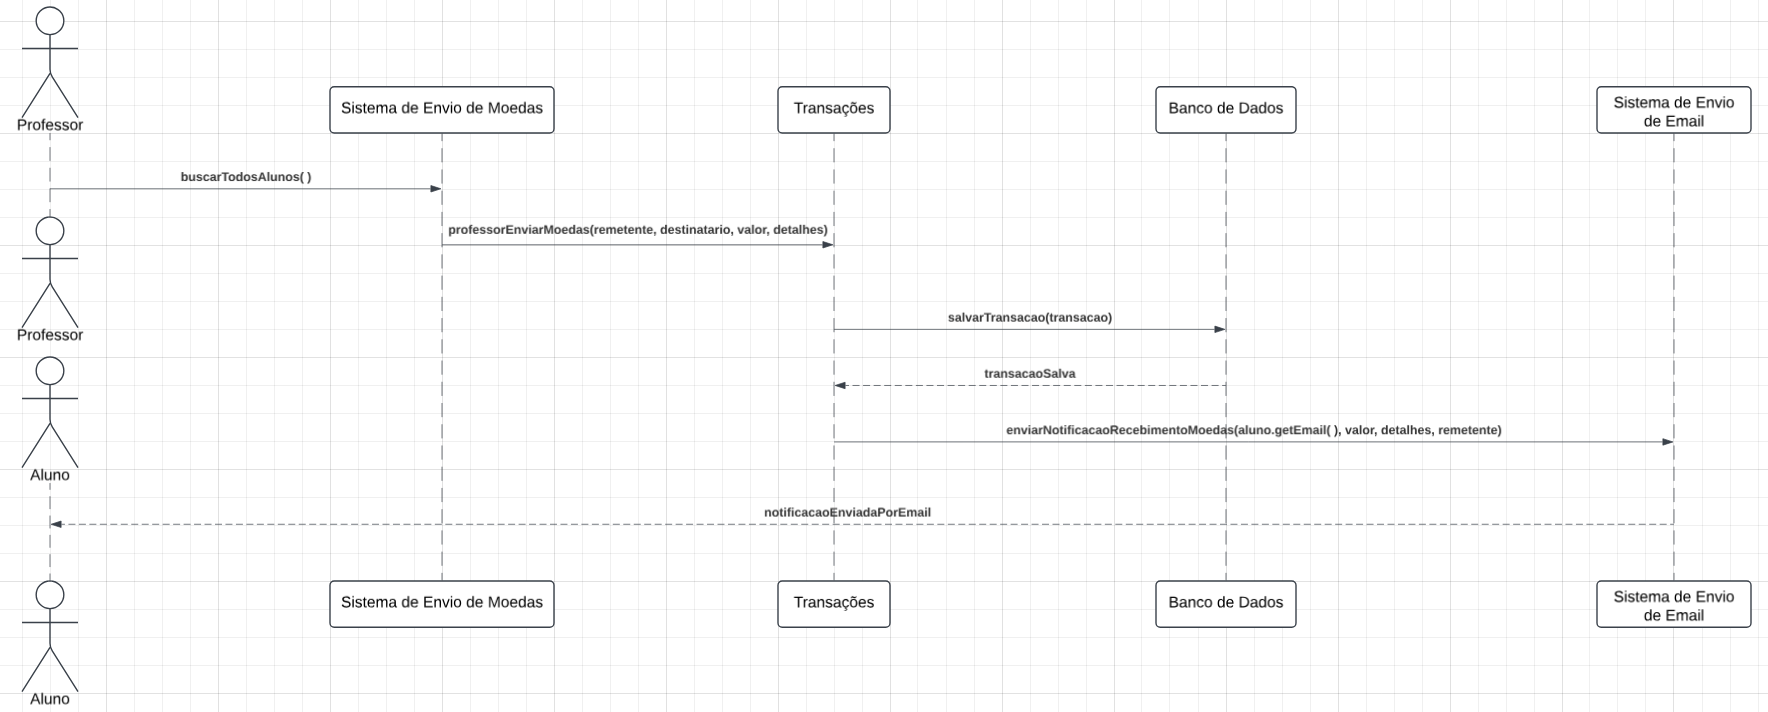 Professor
Sistema de Envio de Moedas
Transações
Banco de Dados
Sistema de Envio
de Email
buscarTodosAlunos( )
professorEnviarMoedas(remetente, destinatario, valor, detalhes)
Professor
salvarTransacao(transacao)
transacaoSalva
enviarNotificacaoRecebimentoMoedas(aluno.getEmail( ), valor, detalhes, remetente)
Aluno
notificacaoEnviadaPorEmail
Sistema de Envio de Moedas
Transações
Banco de Dados
Sistema de Envio
de Email
Aluno